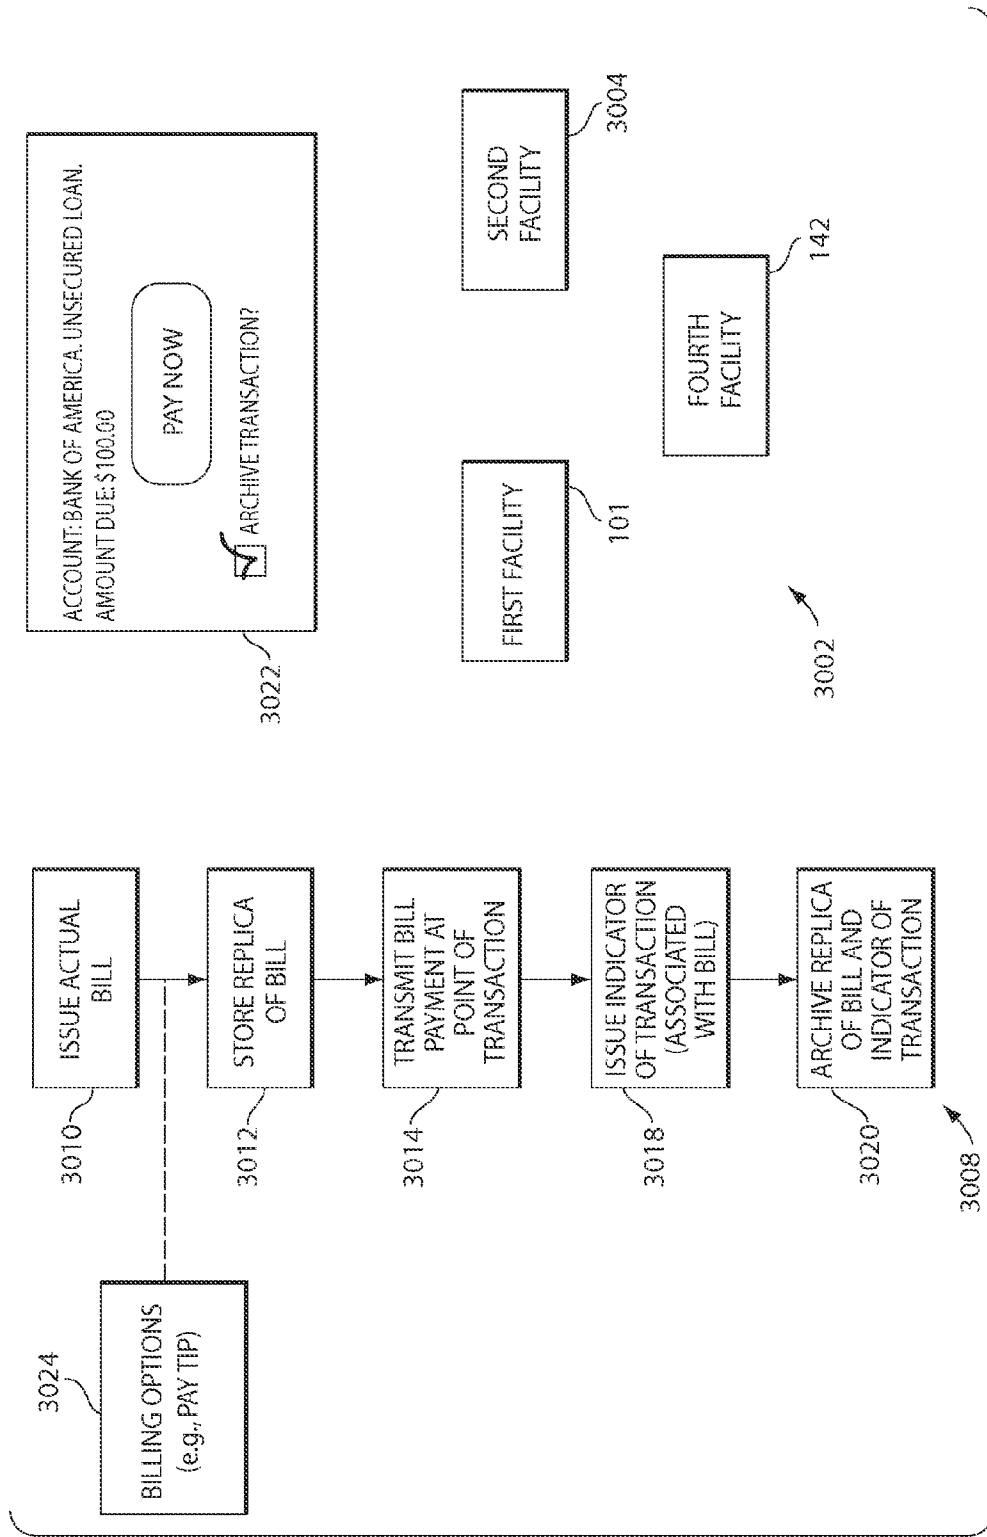 BILLING OPTIONS
(e.g., PAY TIP)
3024
ISSUE ACTUAL
BILL
3010
STORE REPLICA
OF BILL
3012
TRANSMIT BILL
PAYMENT AT
POINT OF
TRANSACTION
3014
ISSUE INDICATOR
OF TRANSACTION
(ASSOCIATED
WITH BILL)
3018
ARCHIVE REPLICA
OF BILL AND
INDICATOR OF
TRANSACTION
3020
3008
ACCOUNT: BANK OF AMERICA. UNSECURED LOAN.
AMOUNT DUE: $100.00
PAY NOW
ARCHIVE TRANSACTION?
3022
FIRST FACILITY
101
SECOND
FACILITY
3004
FOURTH
FACILITY
142
3002